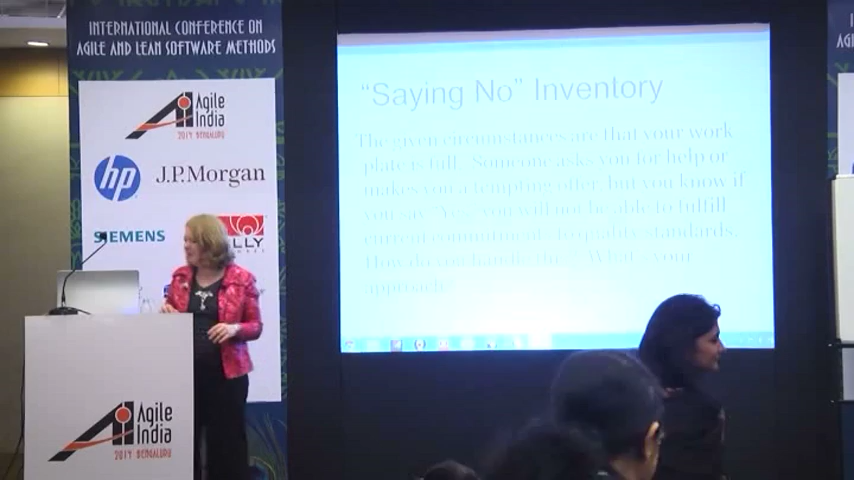 INTERNATIONAL CONFERENCE ON
AGILE AND LEAN SOFTWARE METHODS
Agile
India
2014 BENGALURU
hp
J.P.Morgan
SIEMENS
LLY
Agile
India
2014 BENGALURU
“Saying No” Inventory
The given circumstances are that your work
plate is full. Someone asks you for help or
makes you a tempting offer, but you know if
you say “Yes” you will not be able to fulfill
current commitments to quality standards.
How do you handle this? What's your
approach?